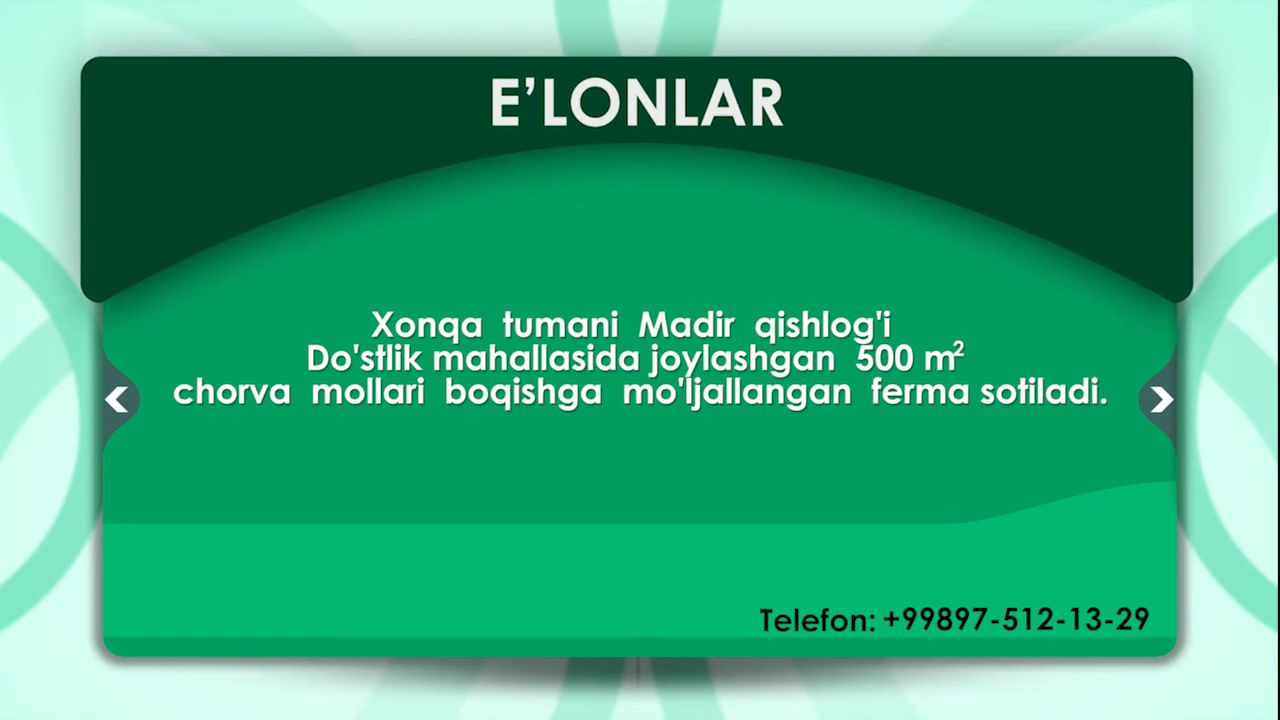 E’LONLAR
Xonqa tumani Madir qishlog'i
Do'stlik mahallasida joylashgan 500 m²
chorva mollari boqishga mo'ljallangan ferma sotiladi.
Telefon: +99897-512-13-29